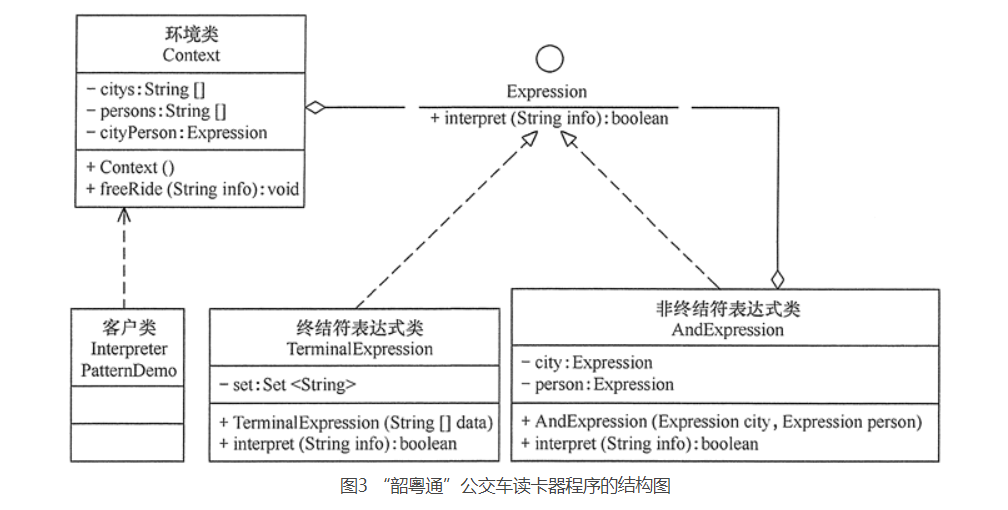 环境类
Context
− citys:String []
− persons:String []
− cityPerson:Expression
+ Context ()
+ freeRide (String info):void
Expression
+ interpret (String info):boolean
客户类
Interpreter
PatternDemo
终结符表达式类
TerminalExpression
− set:Set <String>
+ TerminalExpression (String [] data)
+ interpret (String info):boolean
非终结符表达式类
AndExpression
− city:Expression
− person:Expression
+ AndExpression (Expression city, Expression person)
+ interpret (String info):boolean
图3 “韶粤通”公交车读卡器程序的结构图